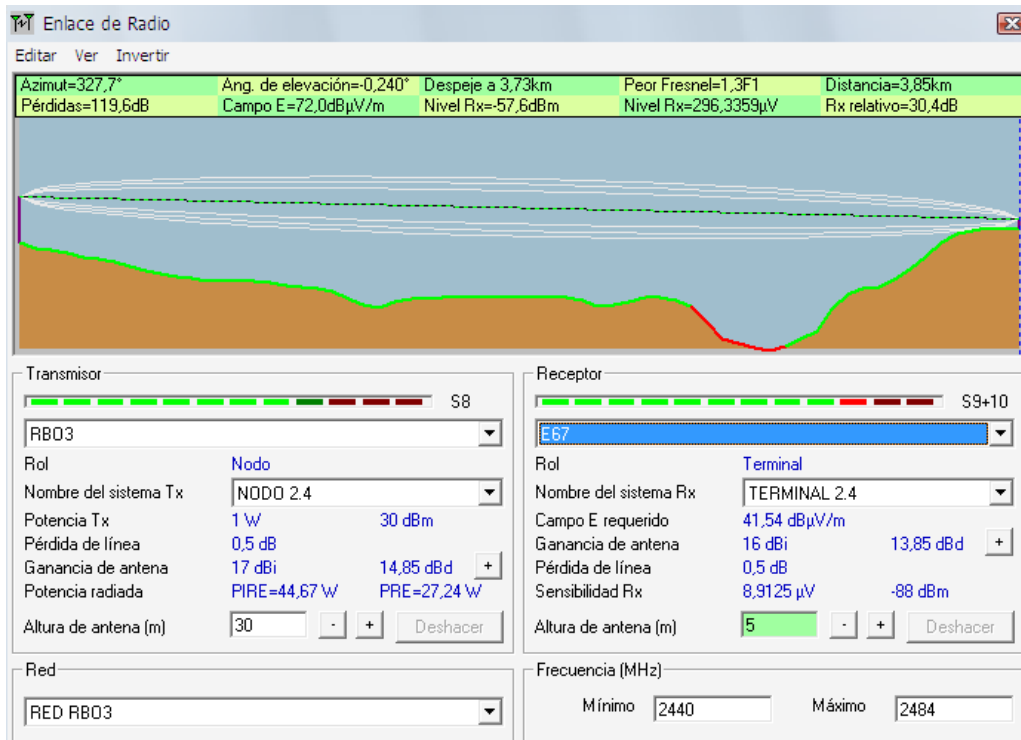 Enlace de Radio
Editar Ver Invertir
Azimut=327,7° Ang. de elevación=-0,240° Despeje a 3,73km Peor Fresnel=1,3F1 Distancia=3,85km
Pérdidas=119,6dB Campo E=72,0dBµV/m Nivel Rx=-57,6dBm Nivel Rx=296,3359µV Rx relativo=30,4dB
Transmisor
S8
RBO3
Rol Nodo
Nombre del sistema Tx NODO 2.4
Potencia Tx 1 W 30 dBm
Pérdida de línea 0,5 dB
Ganancia de antena 17 dBi 14,85 dBd +
Potencia radiada PIRE=44,67 W PRE=27,24 W
Altura de antena (m) 30 - + Deshacer
Red
RED RBO3
Receptor
S9+10
E67
Rol Terminal
Nombre del sistema Rx TERMINAL 2.4
Campo E requerido 41,54 dBµV/m
Ganancia de antena 16 dBi 13,85 dBd +
Pérdida de línea 0,5 dB
Sensibilidad Rx 8,9125 µV -88 dBm
Altura de antena (m) 5 - + Deshacer
Frecuencia (MHz)
Mínimo 2440 Máximo 2484